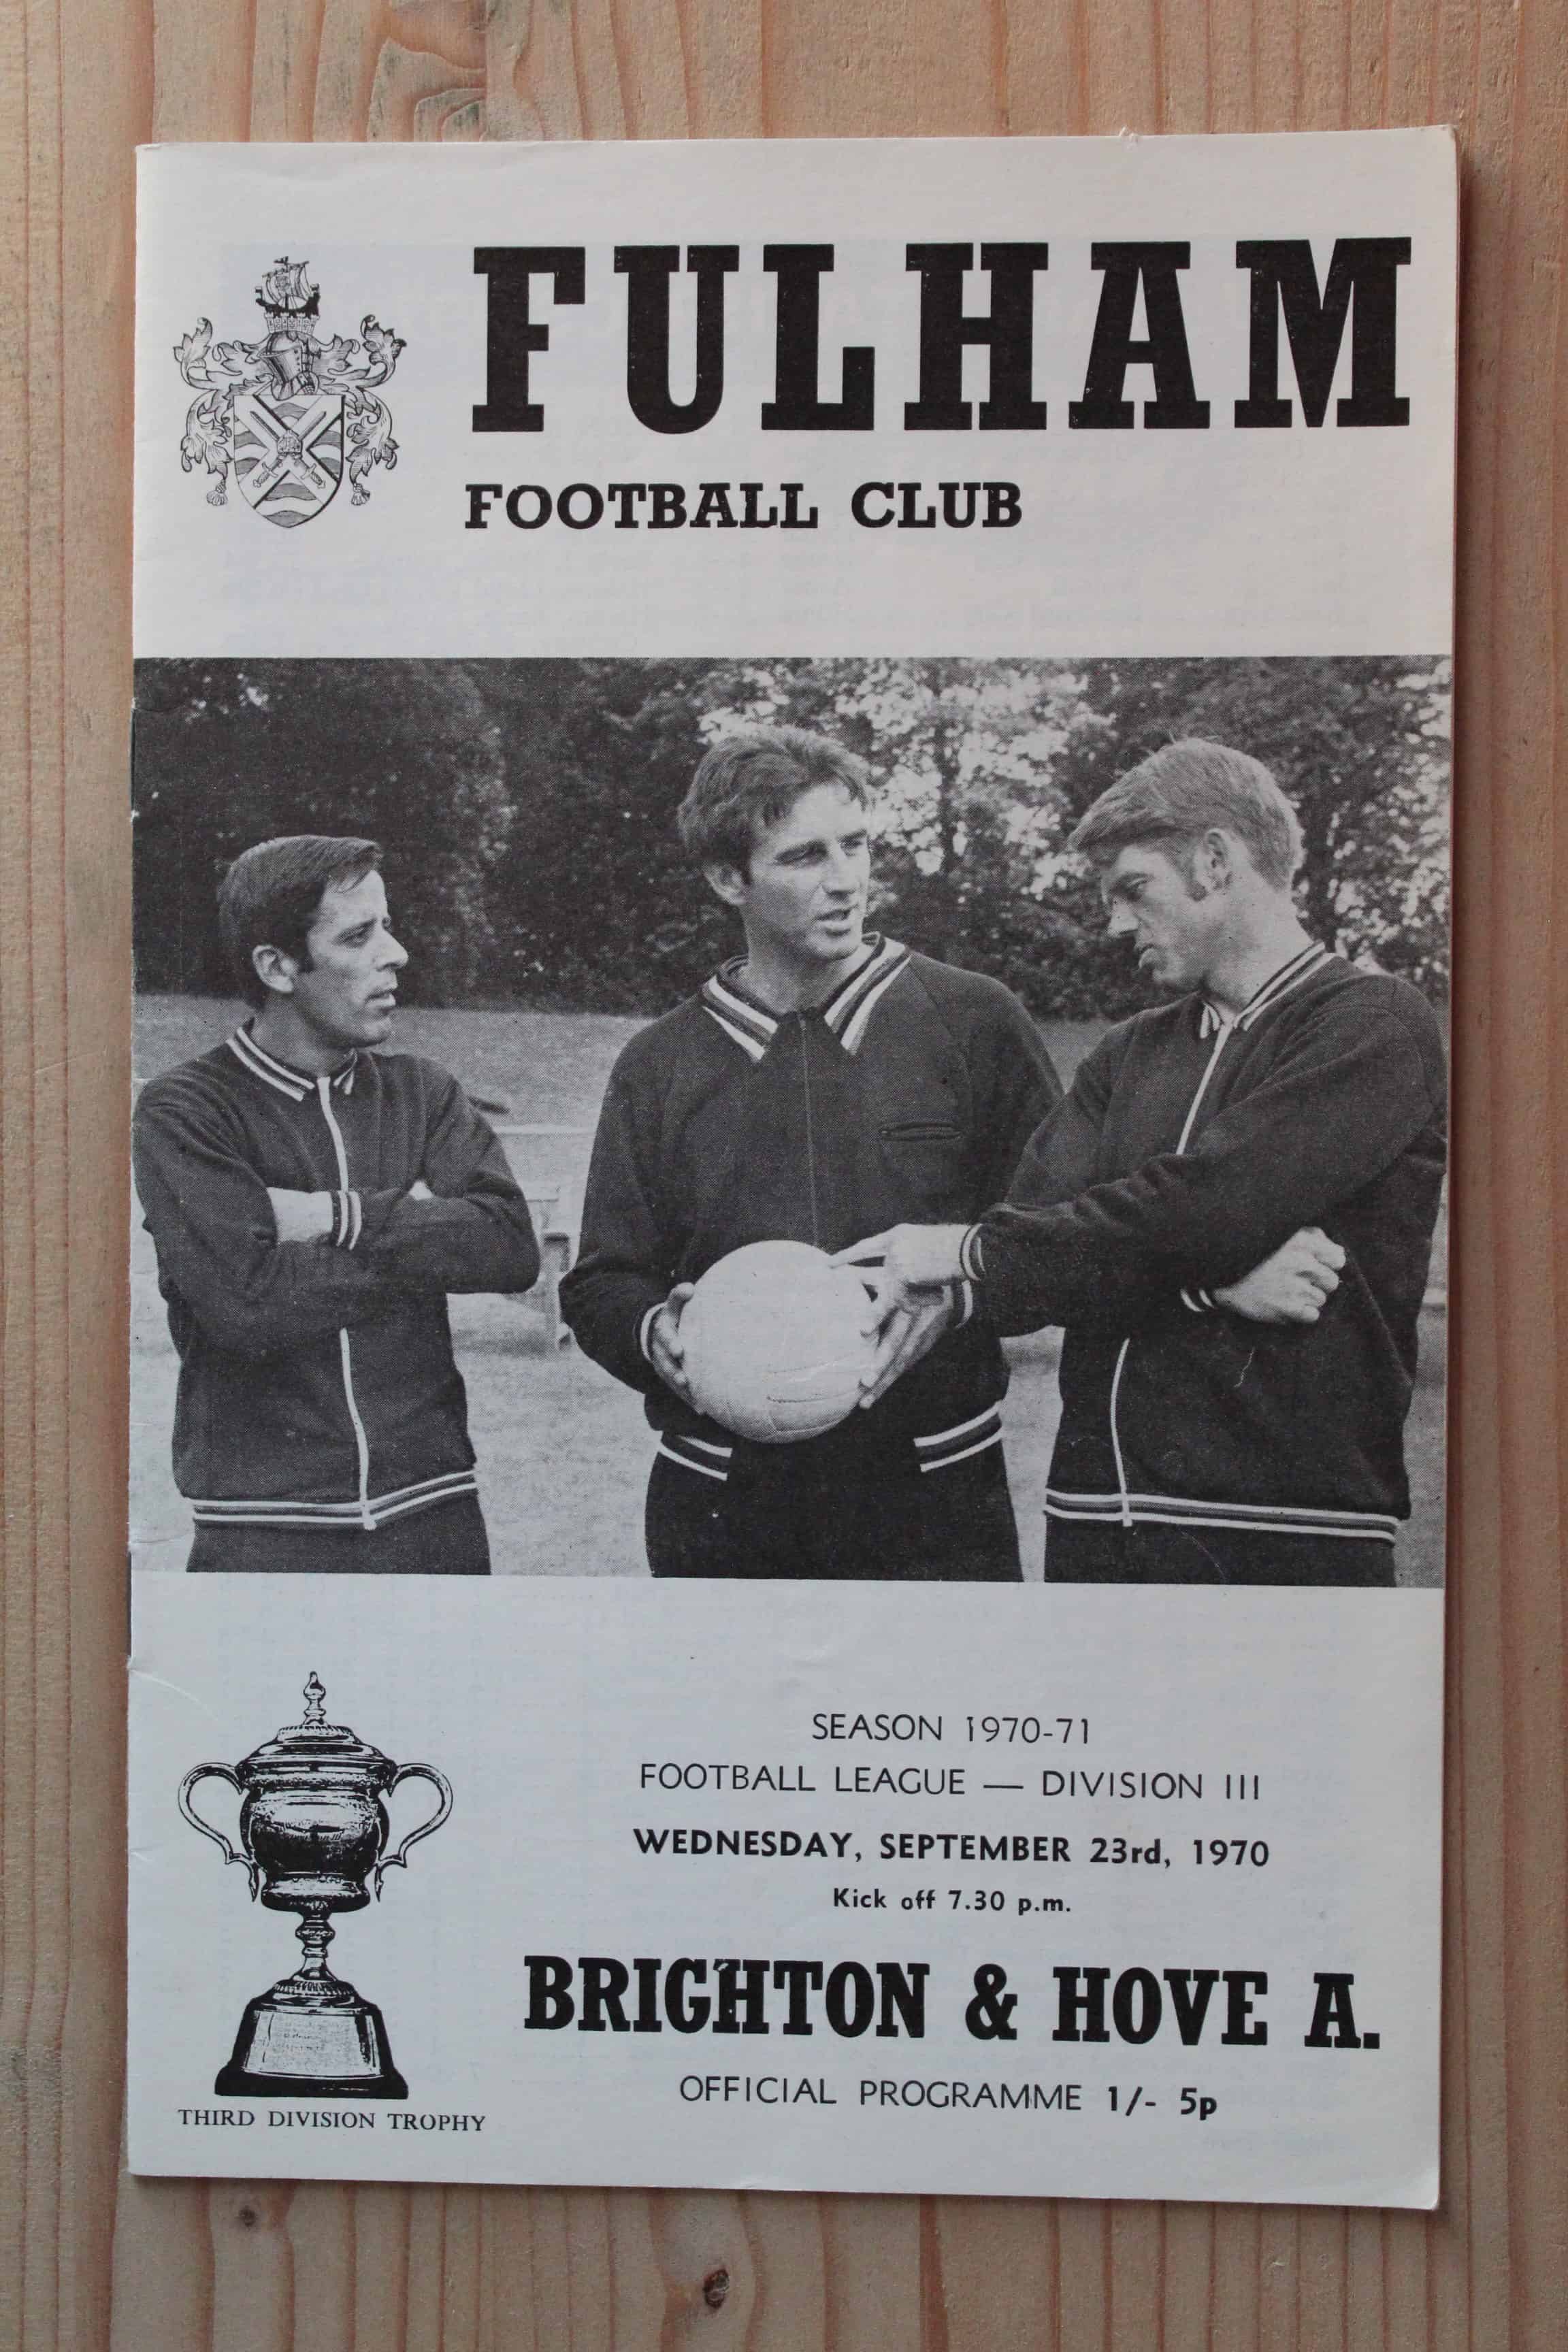 FULHAM
FOOTBALL CLUB
SEASON 1970-71
FOOTBALL LEAGUE — DIVISION III
WEDNESDAY, SEPTEMBER 23rd, 1970
Kick off 7.30 p.m.
BRIGHTON & HOVE A.
OFFICIAL PROGRAMME 1/- 5p
THIRD DIVISION TROPHY